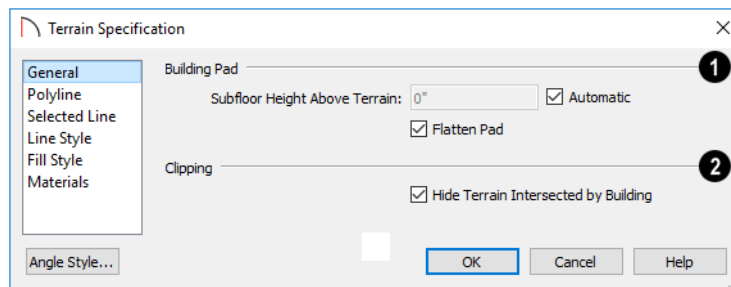 Terrain Specification
General
Polyline
Selected Line
Line Style
Fill Style
Materials
Building Pad
1
Subfloor Height Above Terrain: 0"
Automatic
Flatten Pad
Clipping
2
Hide Terrain Intersected by Building
Angle Style...
OK
Cancel
Help